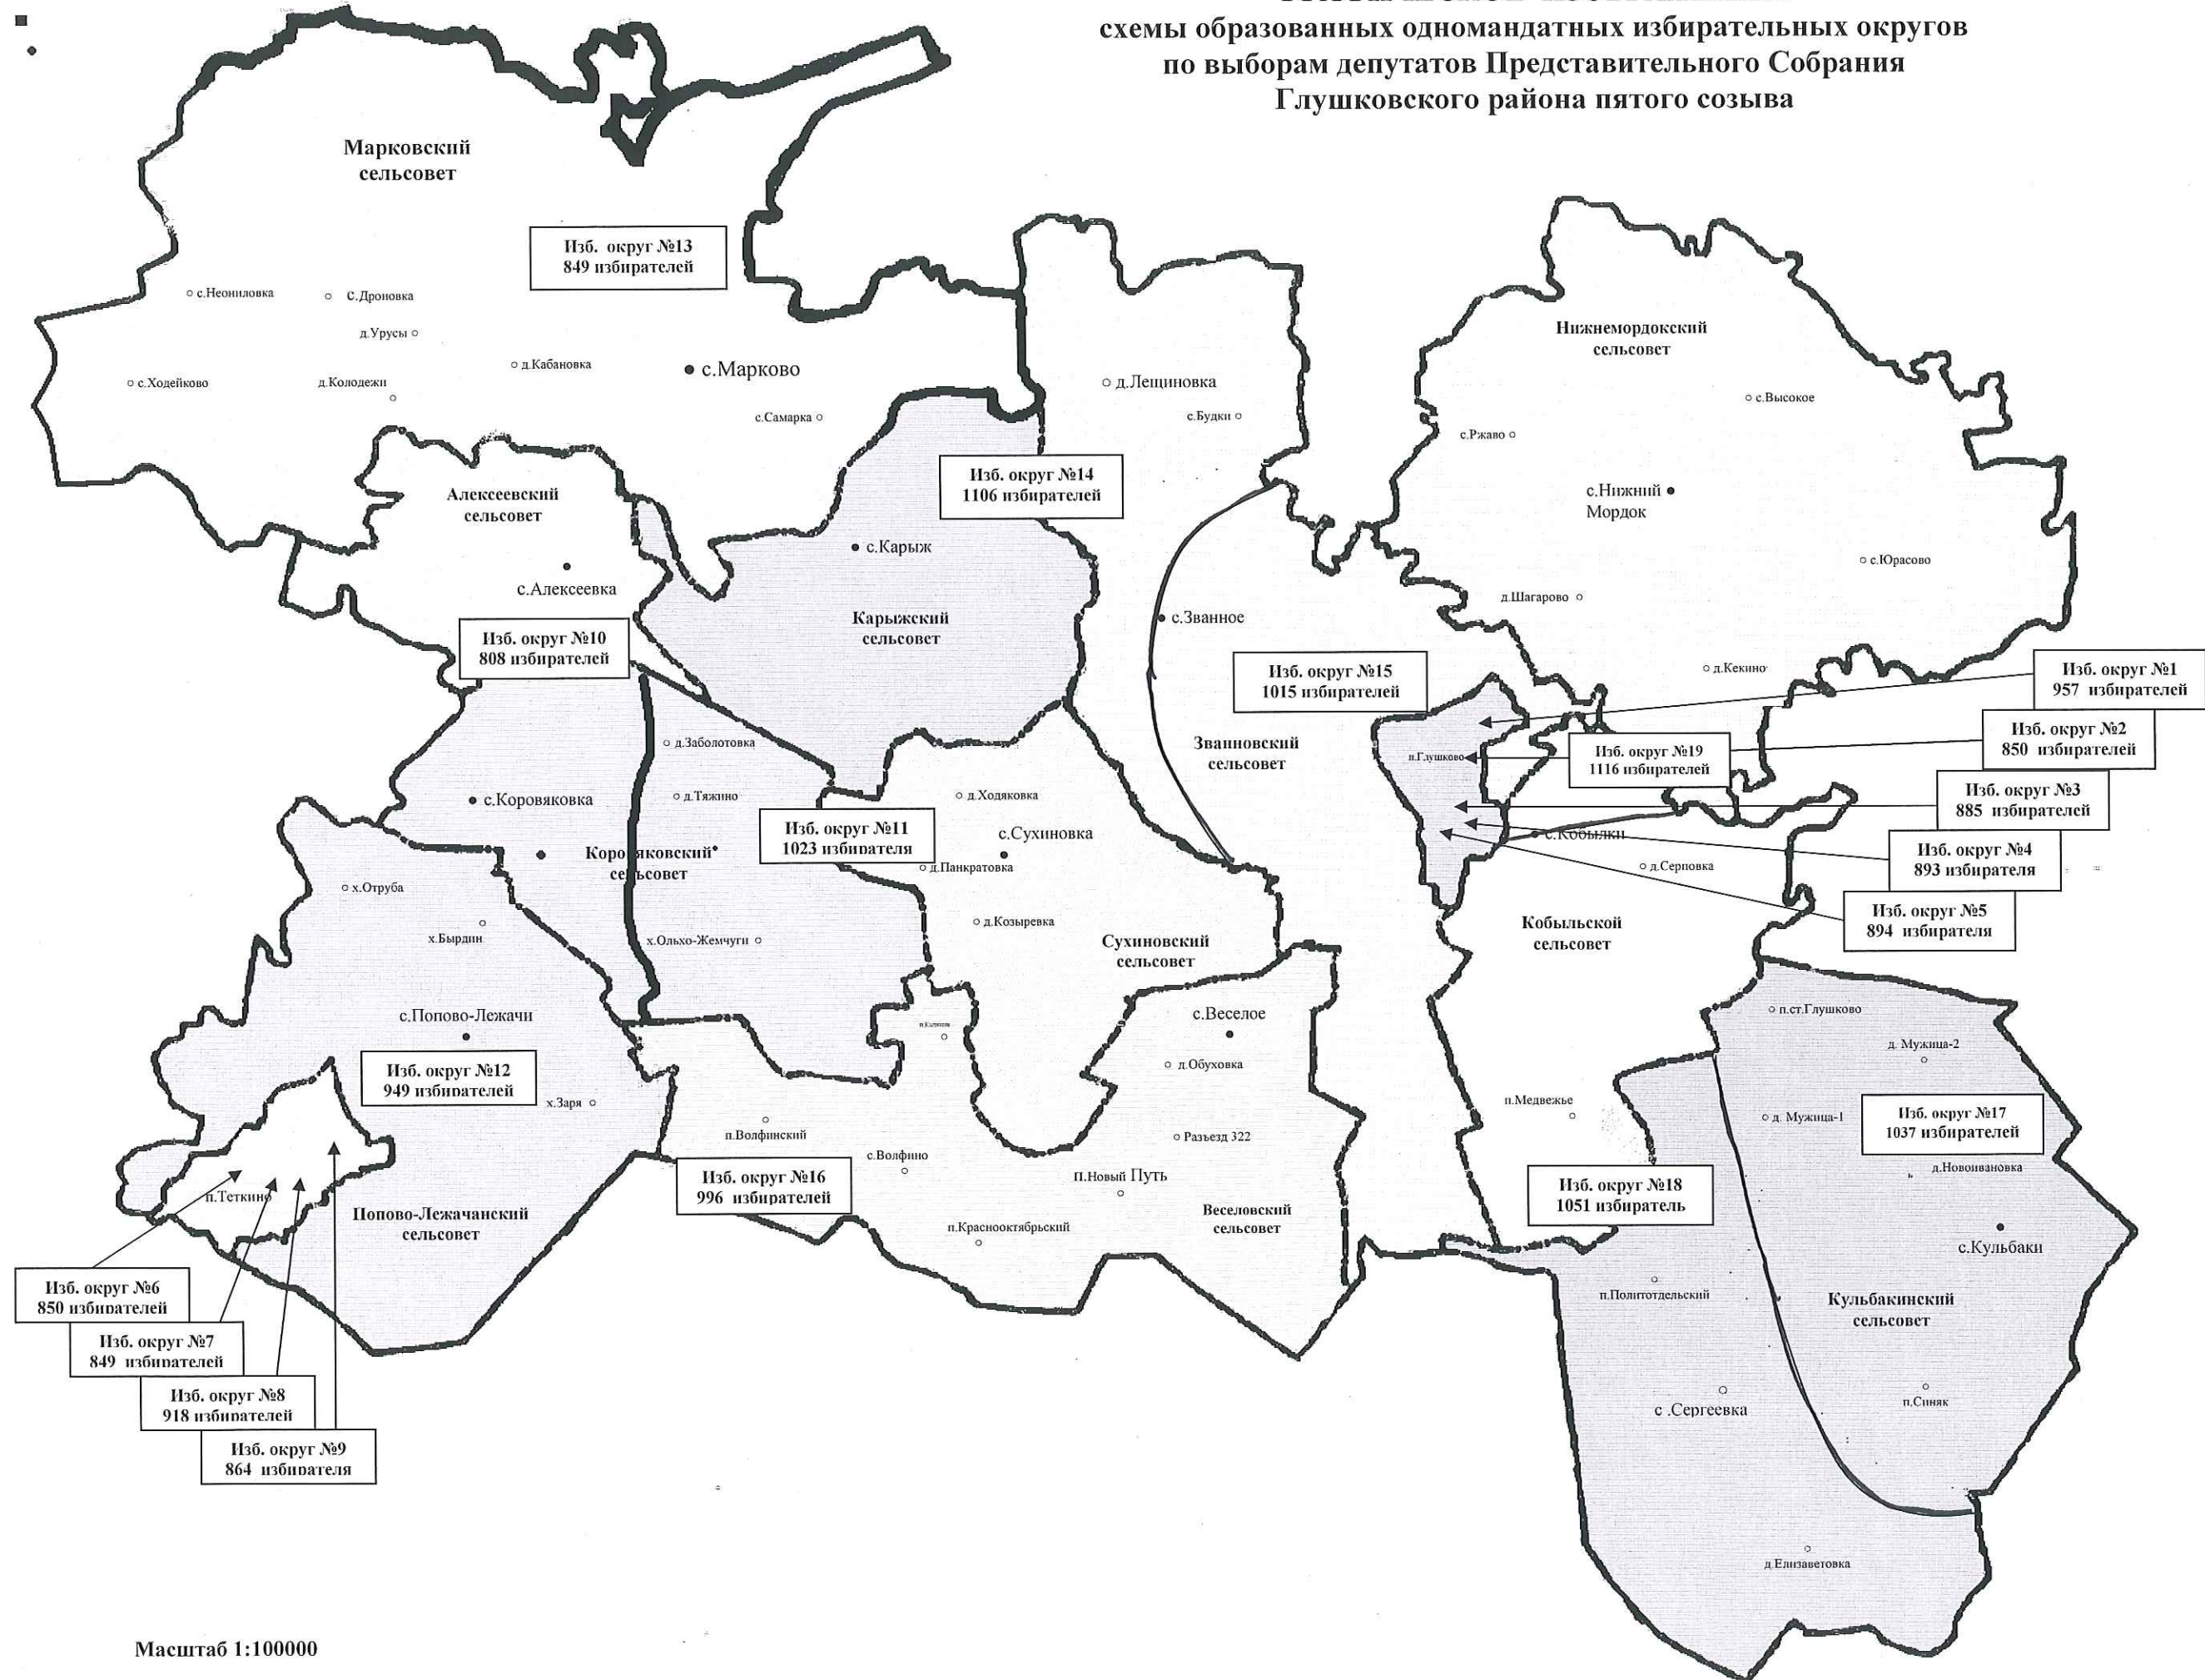 схемы образованных одномандатных избирательных округов
по выборам депутатов Представительного Собрания
Глушковского района пятого созыва
Марковский
сельсовет
Изб. округ №13
849 избирателей
с.Неониловка
с.Дроновка
д.Урусы
д.Кабановка
с.Марково
с.Ходейково
д.Колодежи
с.Самарка
д.Лещиновка
с.Будки
Нижнемордокский
сельсовет
с.Высокое
с.Ржаво
с.Нижний
Мордок
с.Юрасово
д.Шагарово
д.Кекино
Алексеевский
сельсовет
с.Алексеевка
Изб. округ №14
1106 избирателей
с.Карыж
Карыжский
сельсовет
с.Званное
Изб. округ №10
808 избирателей
Изб. округ №15
1015 избирателей
Званновский
сельсовет
Изб. округ №1
957 избирателей
Изб. округ №2
850 избирателей
п.Глушково
Изб. округ №19
1116 избирателей
Изб. округ №3
885 избирателей
Изб. округ №4
893 избирателя
Изб. округ №5
894 избирателя
с.Кобылки
д.Серповка
Кобыльской
сельсовет
д.Заболотовка
д.Тяжино
с.Коровяковка
Коровяковский
сельсовет
Изб. округ №11
1023 избирателя
д.Ходяковка
с.Сухиновка
д.Панкратовка
д.Козыревка
Сухиновский
сельсовет
х.Отруба
х.Бырдин
х.Ольхо-Жемчуги
с.Попово-Лежачи
Изб. округ №12
949 избирателей
х.Заря
п.Теткино
Попово-Лежачанский
сельсовет
Изб. округ №6
850 избирателей
Изб. округ №7
849 избирателей
Изб. округ №8
918 избирателей
Изб. округ №9
864 избирателя
с.Веселое
д.Обуховка
п.Волфинский
с.Волфино
Разъезд 322
Изб. округ №16
996 избирателей
П.Новый Путь
п.Краснооктябрьский
Веселовский
сельсовет
п.ст.Глушково
д. Мужица-2
п.Медвежье
д. Мужица-1
Изб. округ №17
1037 избирателей
д.Новоивановка
Изб. округ №18
1051 избиратель
с.Кульбаки
п.Политотдельский
Кульбакинский
сельсовет
с .Сергеевка
п.Синяк
д.Елизаветовка
Масштаб 1:100000